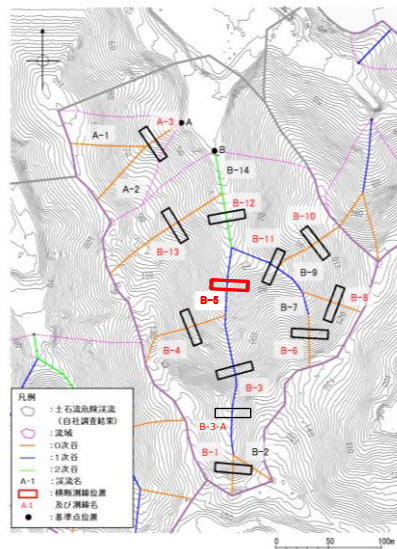 A-3
A
A-1
B
A-2
B-14
B-12
B-10
B-11
B-13
B-9
B-5
B-7
B-8
B-4
B-6
B-3
B-3-A
B-1
B-2
凡例
:土石流危険渓流
(自社調査結果)
:流域
:0次谷
:1次谷
:2次谷
A-1 :渓流名
:横断測線位置
A-1 及び測線名
:基準点位置
0 50 100m